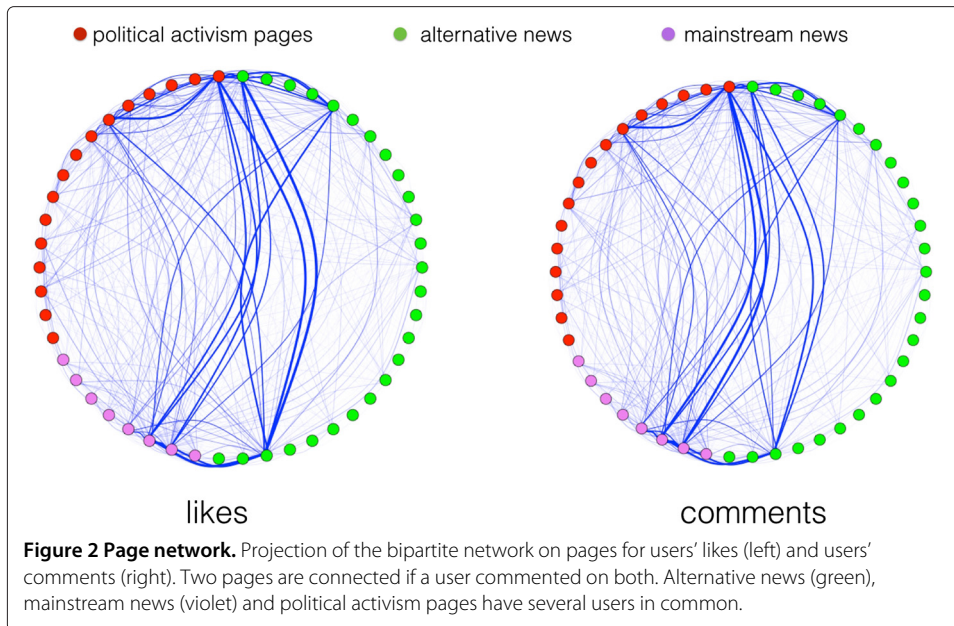 political activism pages alternative news mainstream news
likes comments
Figure 2 Page network. Projection of the bipartite network on pages for users’ likes (left) and users’
comments (right). Two pages are connected if a user commented on both. Alternative news (green),
mainstream news (violet) and political activism pages have several users in common.